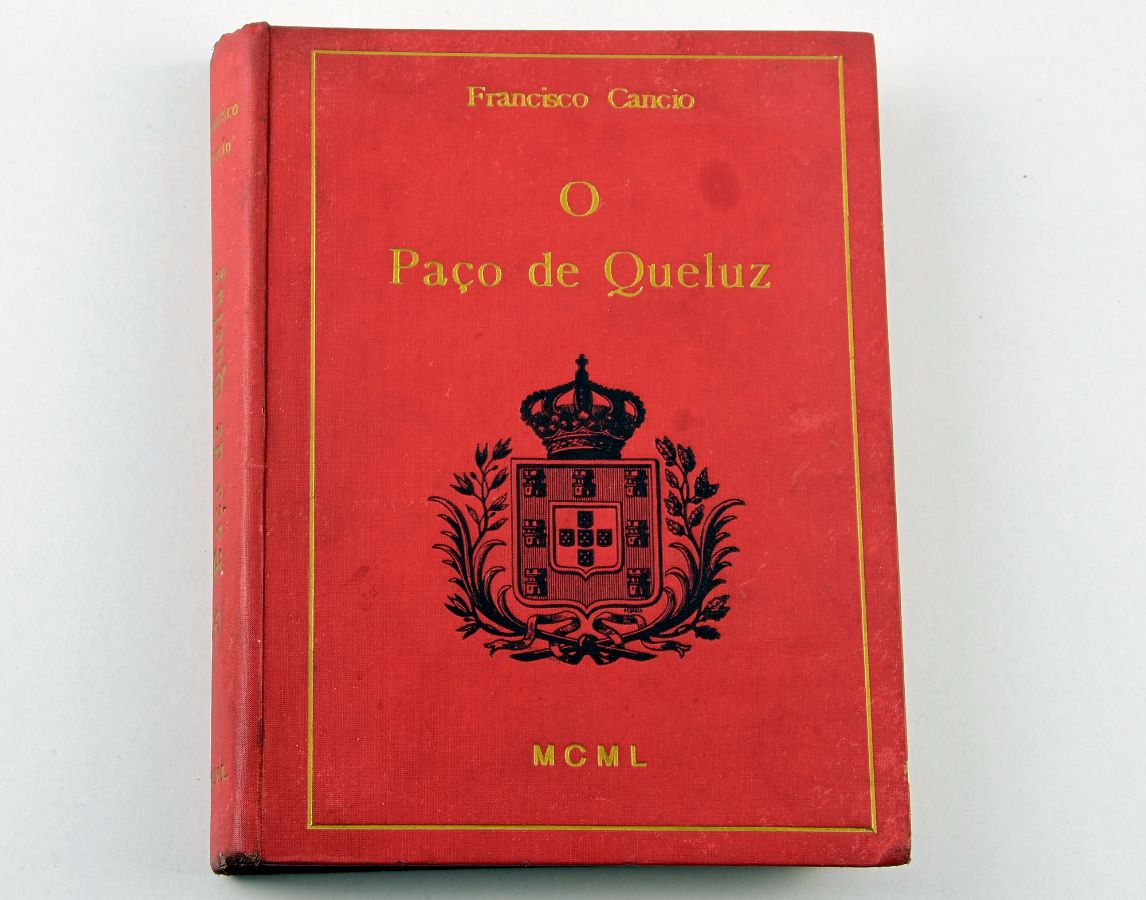 Francisco Cancio
O
Paço de Queluz
MCML